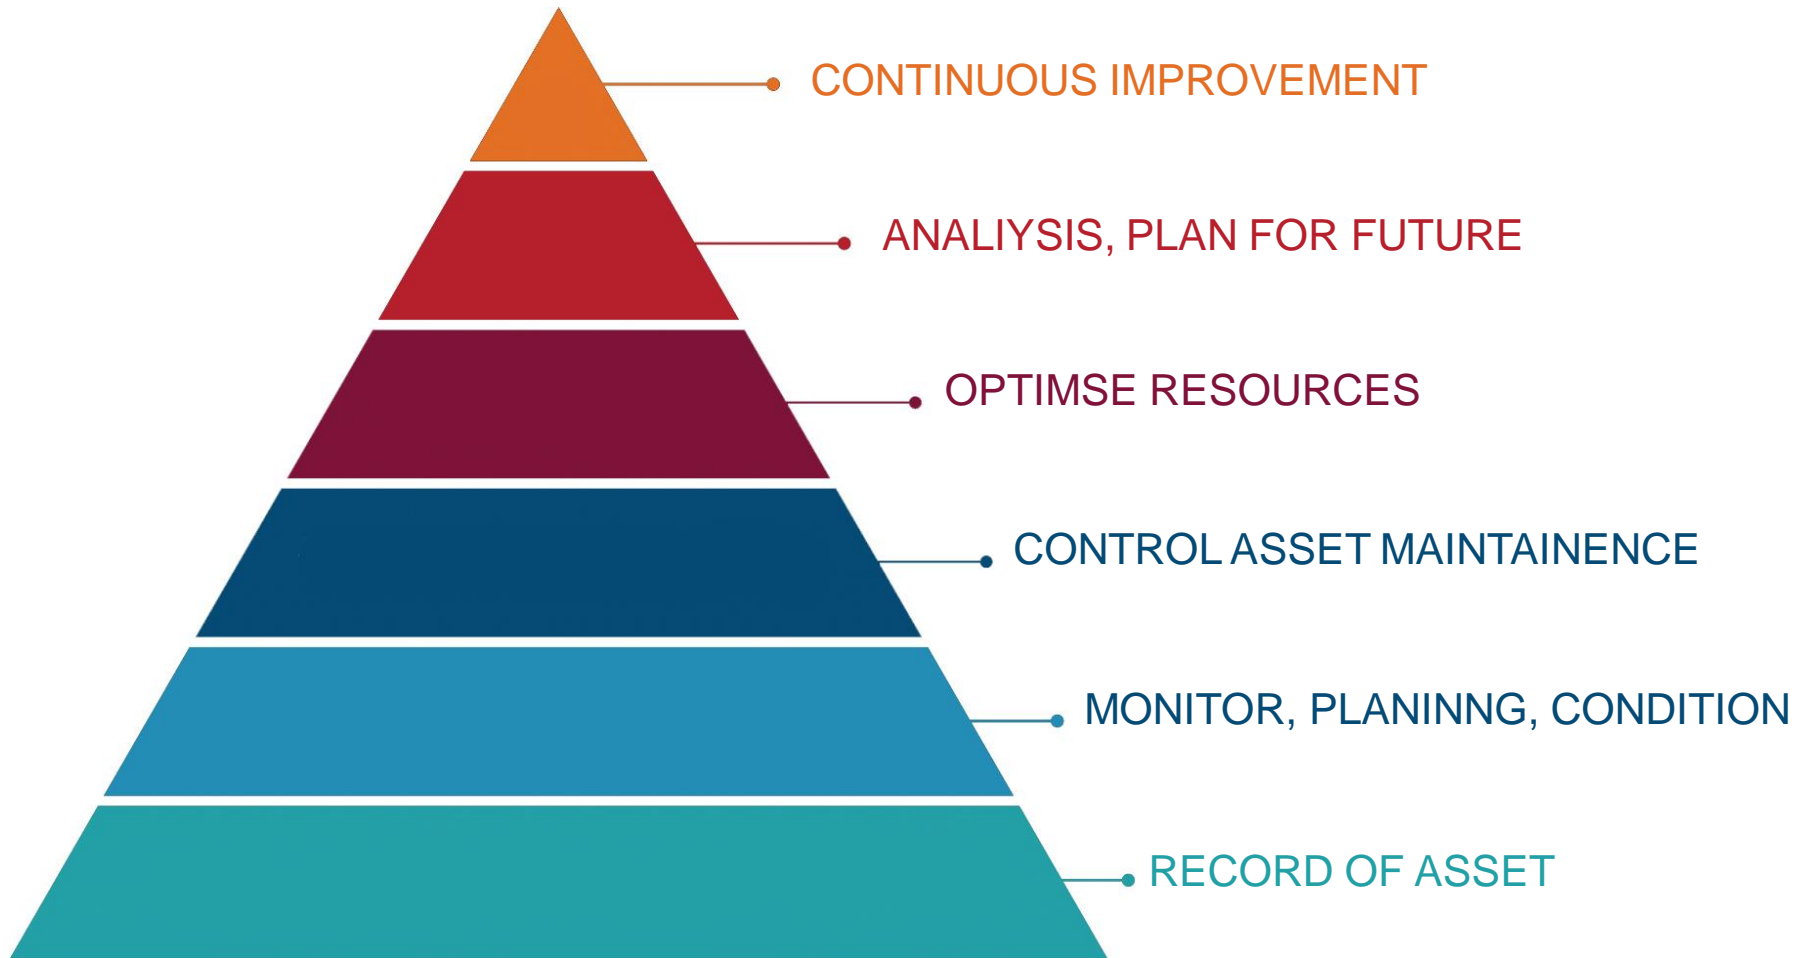 CONTINUOUS IMPROVEMENT
ANALIYSIS, PLAN FOR FUTURE
OPTIMSE RESOURCES
CONTROL ASSET MAINTAINENCE
MONITOR, PLANINNG, CONDITION
RECORD OF ASSET